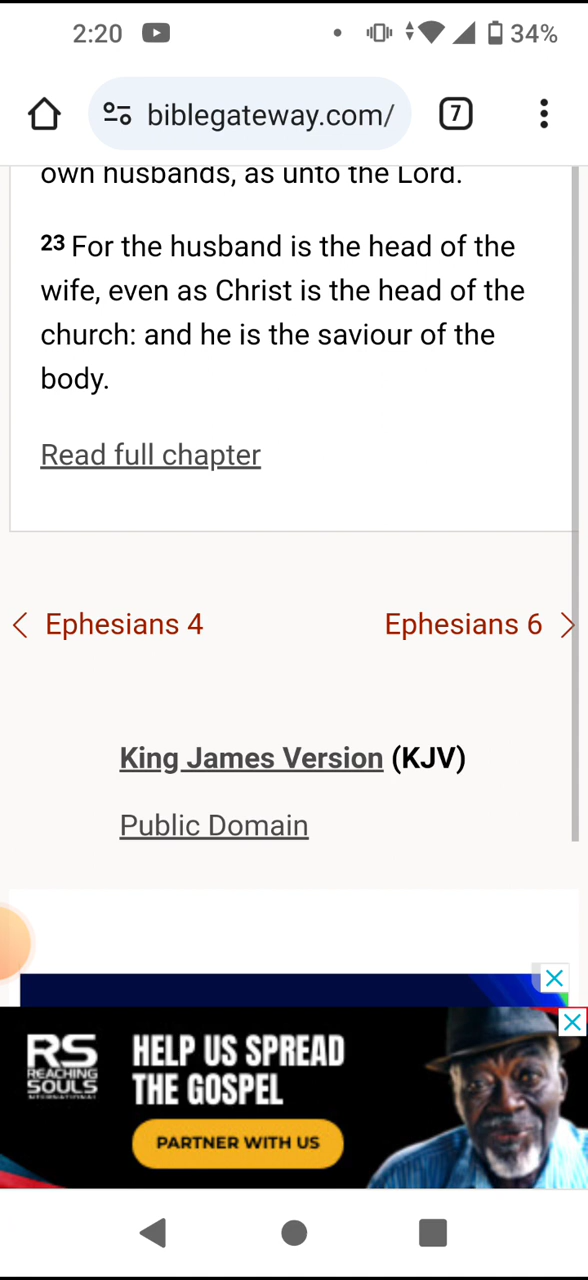 2:20
34%
biblegateway.com/
7
own husbands, as unto the Lord.
23 For the husband is the head of the
wife, even as Christ is the head of the
church: and he is the saviour of the
body.
Read full chapter
Ephesians 4 Ephesians 6
King James Version (KJV)
Public Domain
RS
REACHING
SOULS
INTERNATIONAL
HELP US SPREAD
THE GOSPEL
PARTNER WITH US